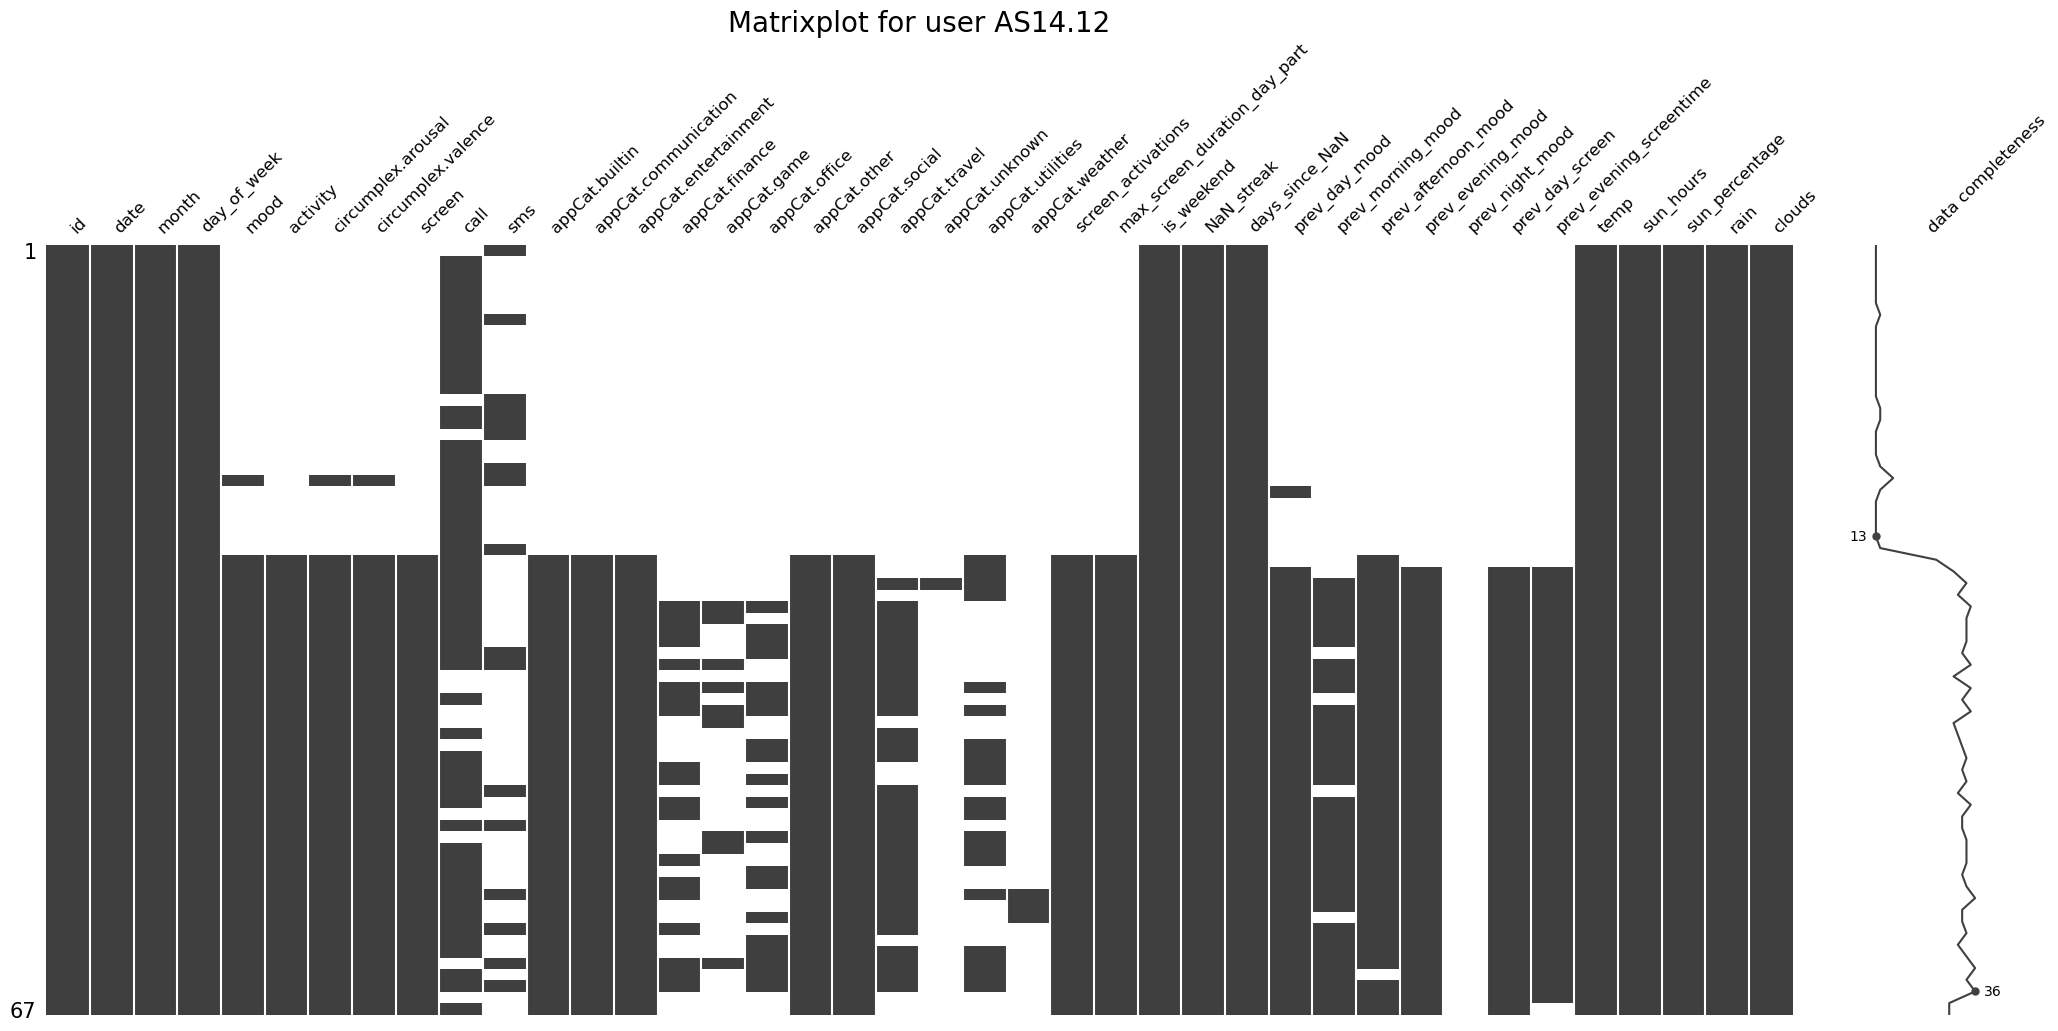 Matrixplot for user AS14.12
id
date
month
day_of_week
mood
activity
circumplex.arousal
circumplex.valence
screen
call
sms
appCat.builtin
appCat.communication
appCat.entertainment
appCat.finance
appCat.game
appCat.office
appCat.other
appCat.social
appCat.travel
appCat.unknown
appCat.utilities
appCat.weather
screen_activations
max_screen_duration_day_part
is_weekend
NaN_streak
days_since_NaN
prev_day_mood
prev_morning_mood
prev_afternoon_mood
prev_evening_mood
prev_night_mood
prev_day_screen
prev_evening_screentime
temp
sun_hours
sun_percentage
rain
clouds
data completeness
1
13
36
67